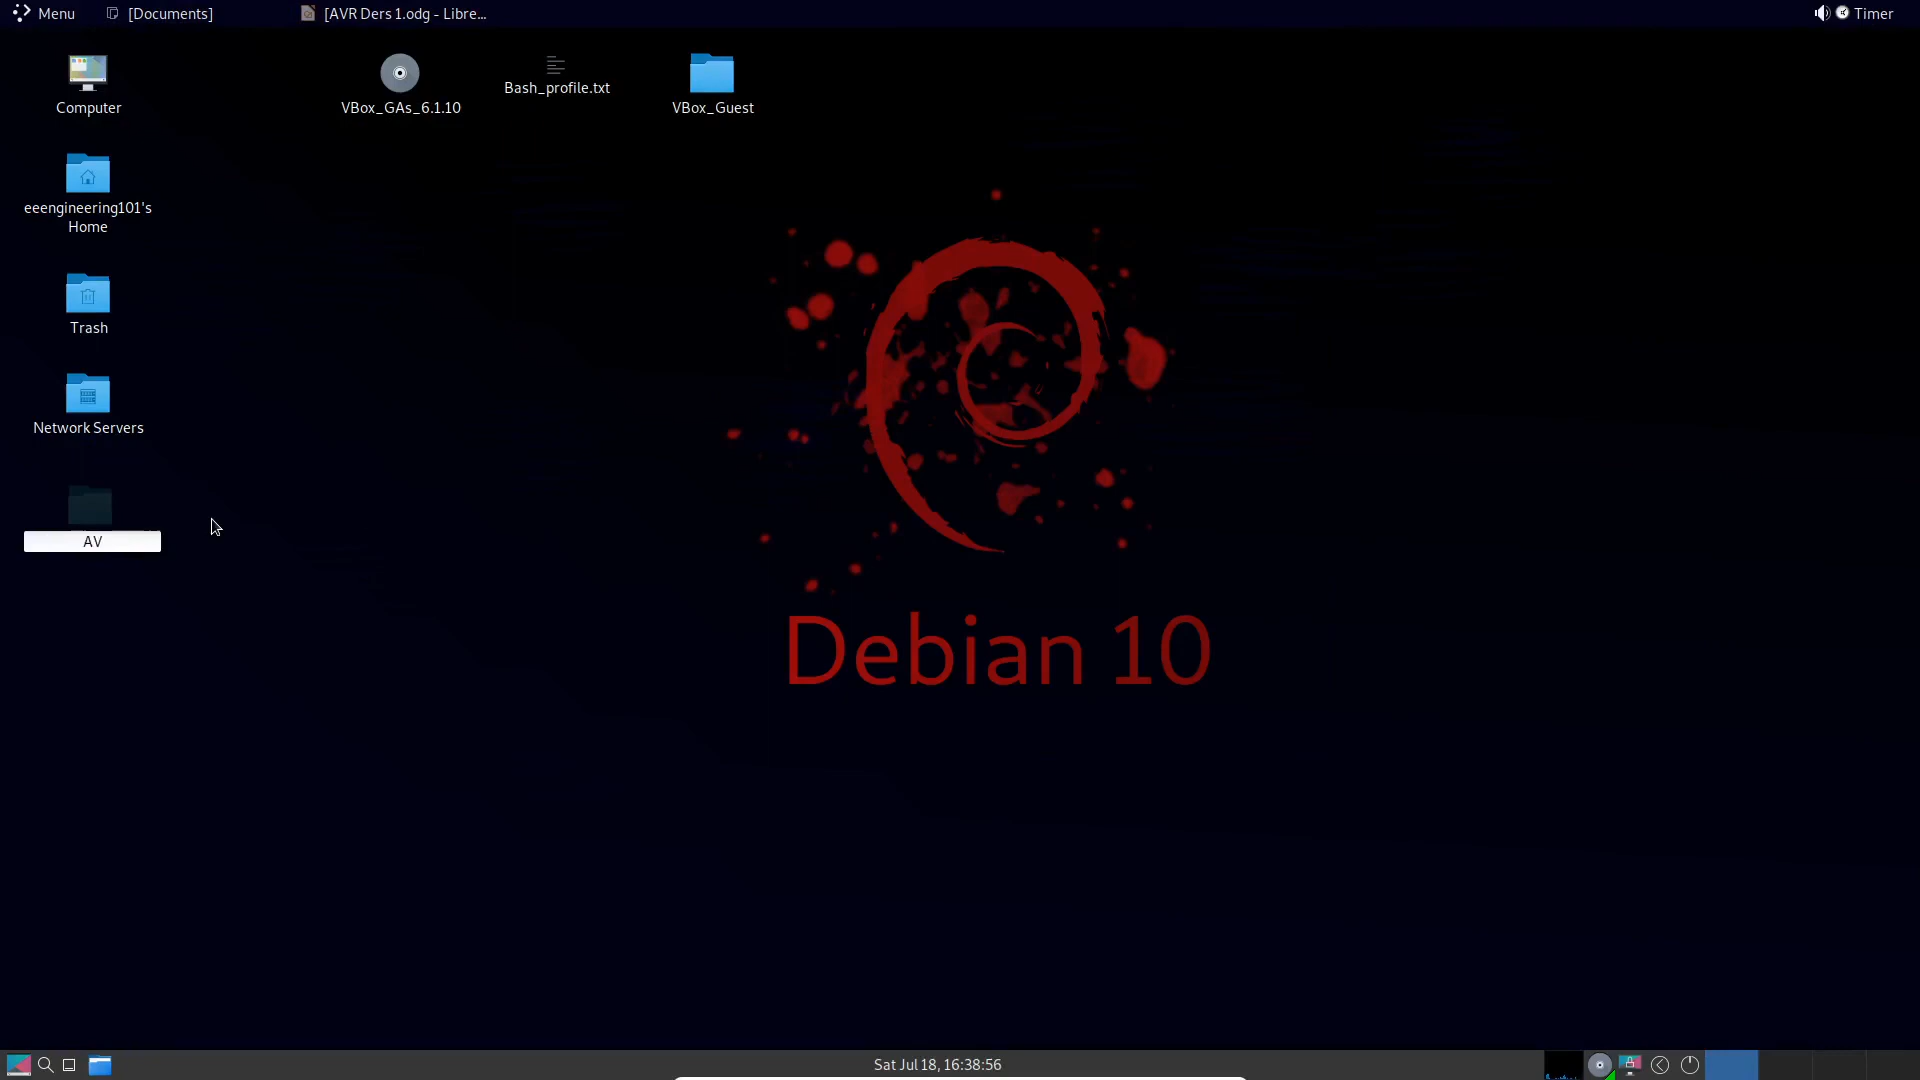 Menu
[Documents]
[AVR Ders 1.odg - Libre...
Timer
Computer
VBox_GAs_6.1.10
Bash_profile.txt
VBox_Guest
eeengineering101's
Home
Trash
Network Servers
AV
Debian 10
Sat Jul 18, 16:38:56